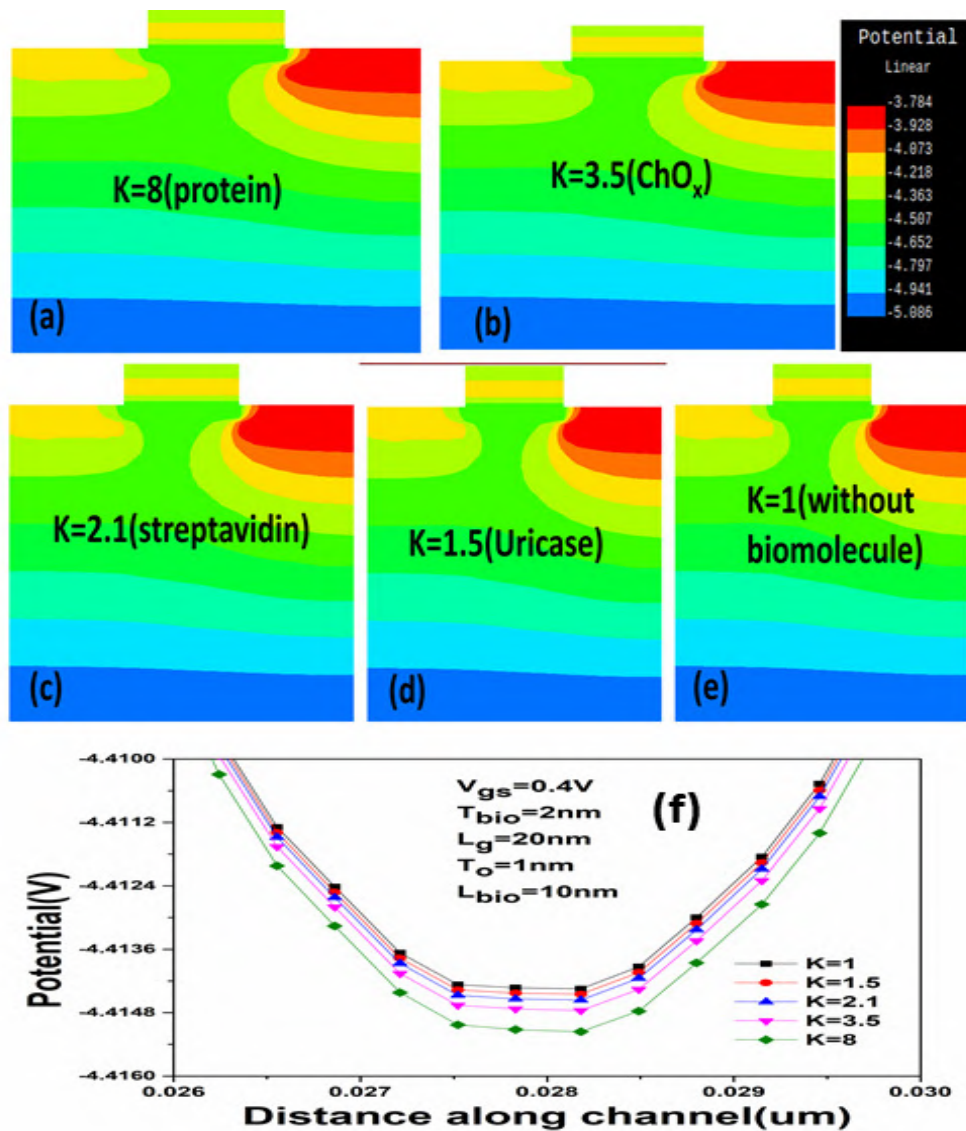 K=8(protein)
(a)
K=3.5(ChOx)
(b)
Potential
Linear
-3.784
-3.928
-4.073
-4.218
-4.363
-4.507
-4.652
-4.797
-4.941
-5.086
K=2.1(streptavidin)
(c)
K=1.5(Uricase)
(d)
K=1(without
biomolecule)
(e)
(f)
Vgs=0.4V
Tbio=2nm
Lg=20nm
To=1nm
Lbio=10nm
K=1
K=1.5
K=2.1
K=3.5
K=8
Potential(V)
-4.4100
-4.4112
-4.4124
-4.4136
-4.4148
-4.4160
0.026 0.027 0.028 0.029 0.030
Distance along channel(um)